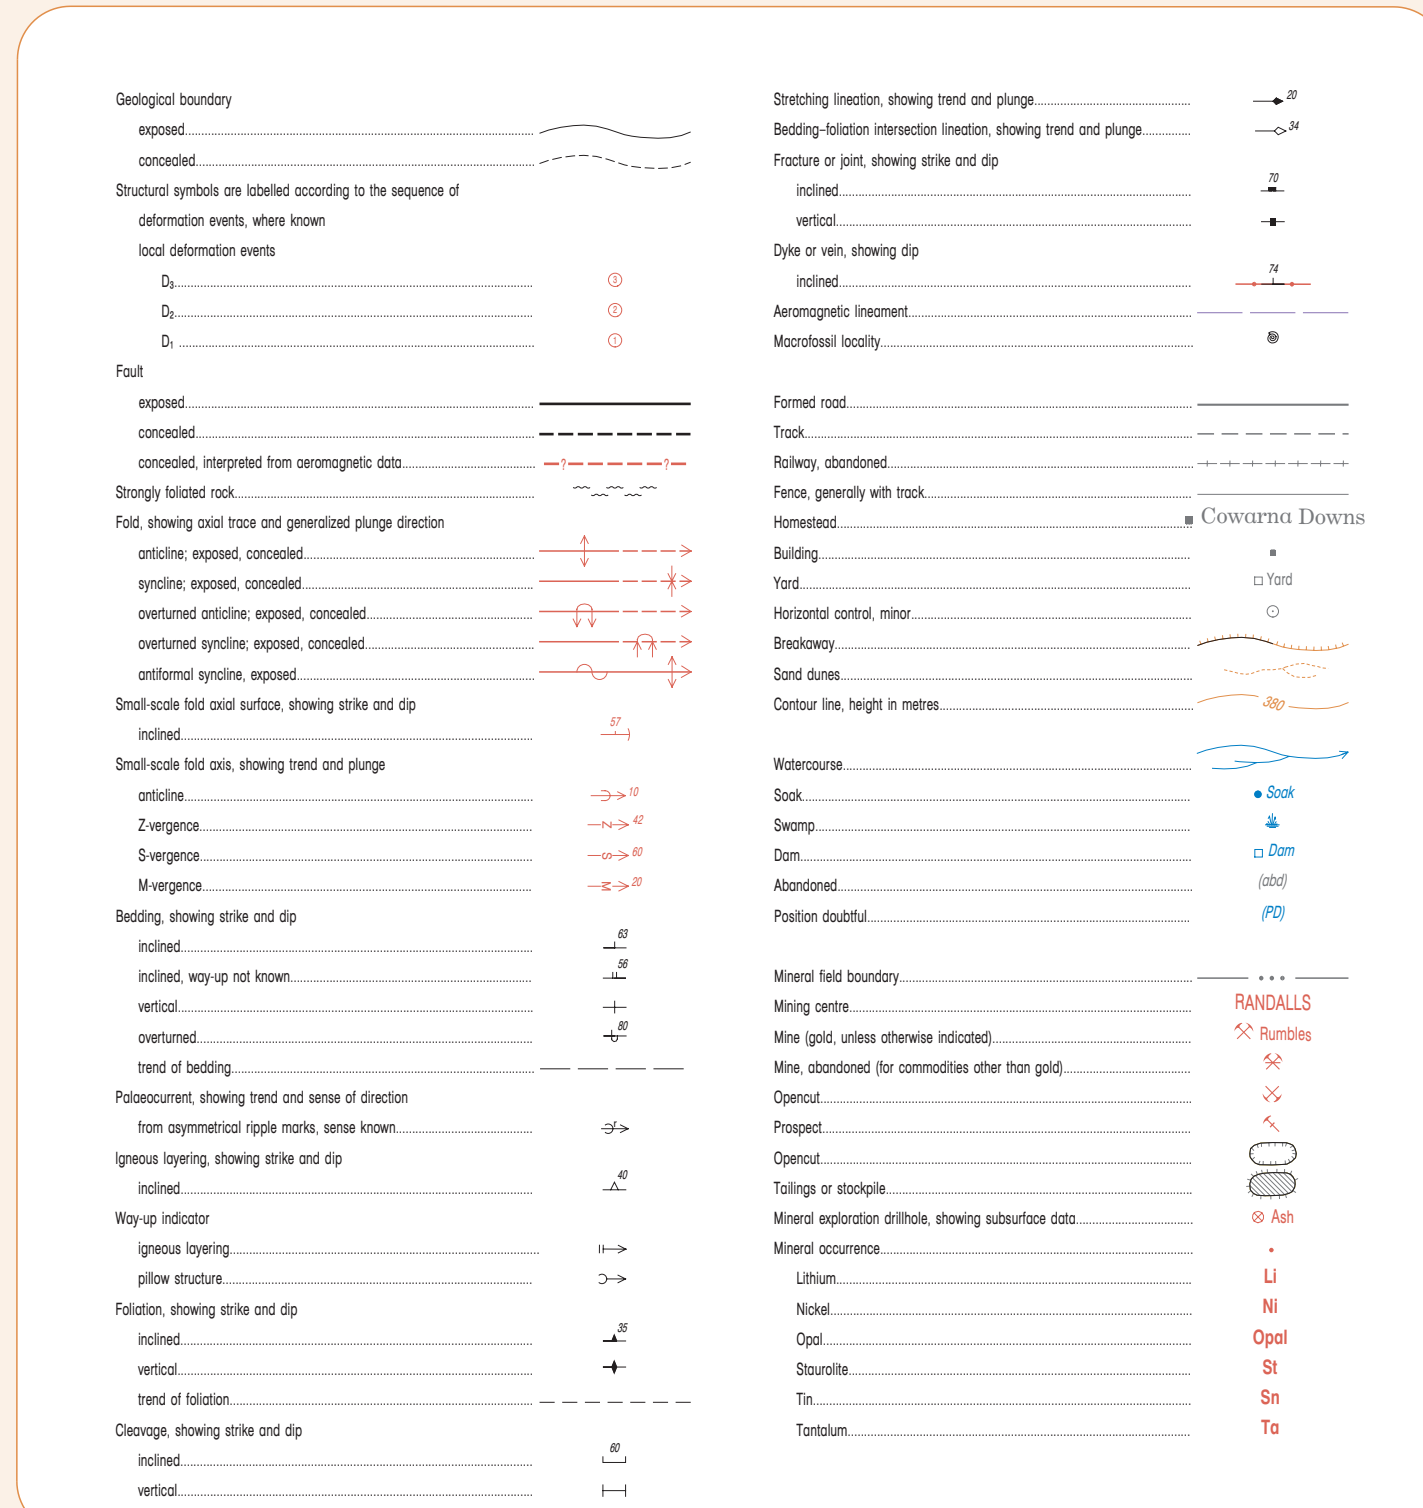 Geological boundary
exposed
concealed
Structural symbols are labelled according to the sequence of
deformation events, where known
local deformation events
D₃ 3
D₂ 2
D₁ 1
Fault
exposed
concealed
concealed, interpreted from aeromagnetic data ? ?
Strongly foliated rock
Fold, showing axial trace and generalized plunge direction
anticline; exposed, concealed
syncline; exposed, concealed
overturned anticline; exposed, concealed
overturned syncline; exposed, concealed
antiformal syncline, exposed
Small-scale fold axial surface, showing strike and dip
inclined 57
Small-scale fold axis, showing trend and plunge
anticline 10
Z-vergence Z 42
S-vergence S 60
M-vergence M 20
Bedding, showing strike and dip
inclined 63
inclined, way-up not known 56
vertical
overturned 80
trend of bedding
Palaeocurrent, showing trend and sense of direction
from asymmetrical ripple marks, sense known r
Igneous layering, showing strike and dip
inclined 40
Way-up indicator
igneous layering
pillow structure
Foliation, showing strike and dip
inclined 35
vertical
trend of foliation
Cleavage, showing strike and dip
inclined 60
vertical
Stretching lineation, showing trend and plunge 20
Bedding–foliation intersection lineation, showing trend and plunge 34
Fracture or joint, showing strike and dip
inclined 70
vertical
Dyke or vein, showing dip
inclined 74
Aeromagnetic lineament
Macrofossil locality
Formed road
Track
Railway, abandoned
Fence, generally with track
Homestead Cowarna Downs
Building
Yard Yard
Horizontal control, minor
Breakaway
Sand dunes
Contour line, height in metres 380
Watercourse
Soak Soak
Swamp
Dam Dam
Abandoned (abd)
Position doubtful (PD)
Mineral field boundary
Mining centre RANDALLS
Mine (gold, unless otherwise indicated) Rumbles
Mine, abandoned (for commodities other than gold)
Opencut
Prospect
Opencut
Tailings or stockpile
Mineral exploration drillhole, showing subsurface data Ash
Mineral occurrence
Lithium Li
Nickel Ni
Opal Opal
Staurolite St
Tin Sn
Tantalum Ta